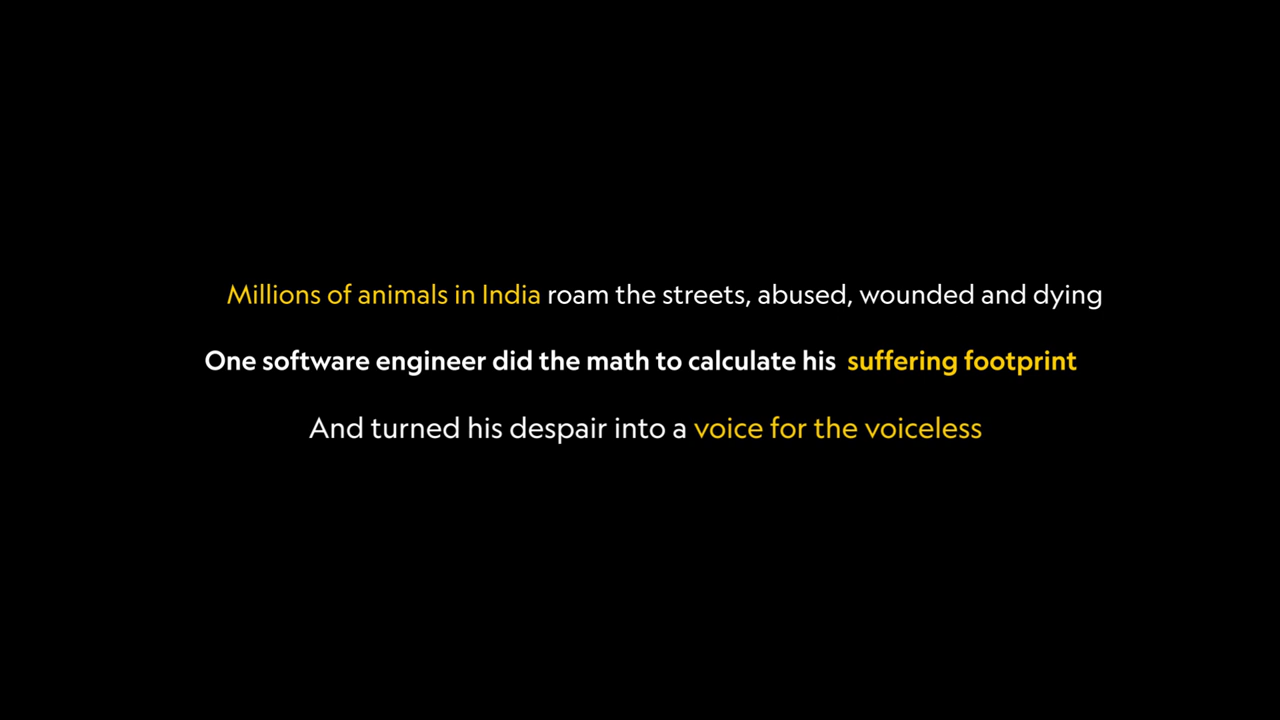 Millions of animals in India roam the streets, abused, wounded and dying
One software engineer did the math to calculate his suffering footprint
And turned his despair into a voice for the voiceless